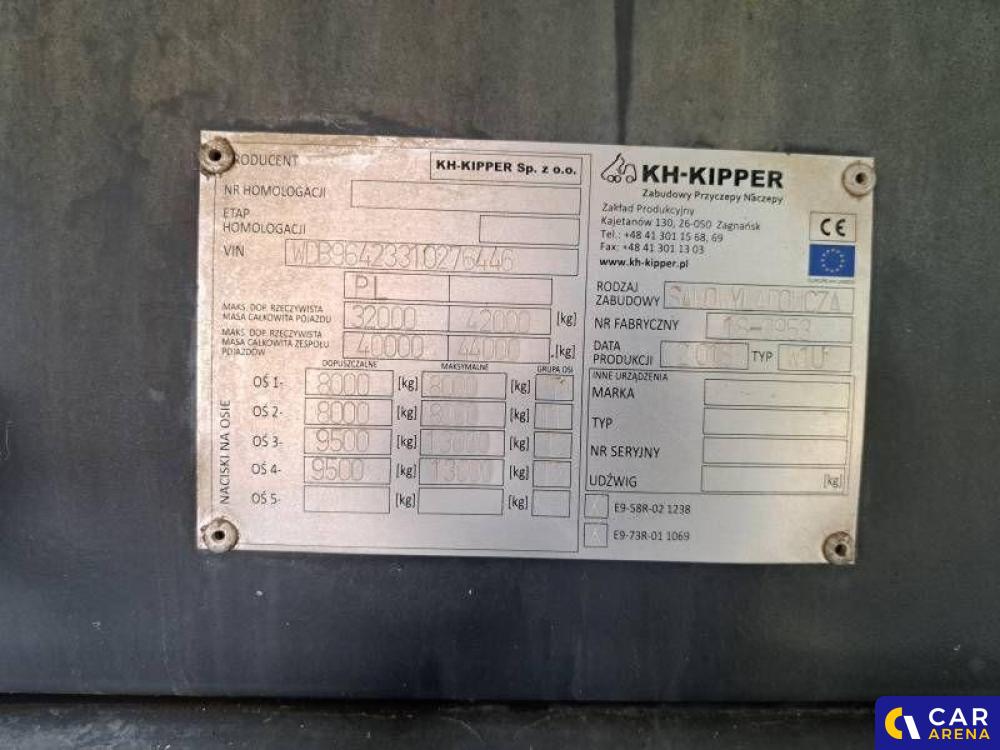 PRODUCENT
KH-KIPPER Sp. z o.o.
NR HOMOLOGACJI
ETAP
HOMOLOGACJI
VIN WDB96423310276446
PL
MAKS. DOP. RZECZYWISTA
MASA CAŁKOWITA POJAZDU 32000 42000 [kg]
MAKS. DOP. RZECZYWISTA
MASA CAŁKOWITA ZESPOŁU
POJAZDÓW 40000 44000 [kg]
DOPUSZCZALNE MAKSYMALNE GRUPA OSI
NACISKI NA OSIE
OŚ 1- 8000 [kg] 8000 [kg]
OŚ 2- 8000 [kg] 8000 [kg]
OŚ 3- 9500 [kg] 13000 [kg]
OŚ 4- 9500 [kg] 13000 [kg]
OŚ 5- [kg] [kg]
KH-KIPPER
Zabudowy Przyczepy Naczepy
Zakład Produkcyjny
Kajetanów 130, 26-050 Zagnańsk
Tel.: +48 41 301 15 68, 69
Fax: +48 41 301 13 03
www.kh-kipper.pl
CE
RODZAJ
ZABUDOWY
NR FABRYCZNY
DATA
PRODUKCJI
TYP
INNE URZĄDZENIA
MARKA
TYP
NR SERYJNY
UDŹWIG [kg]
X E9-58R-02 1238
X E9-73R-01 1069
CAR
ARENA